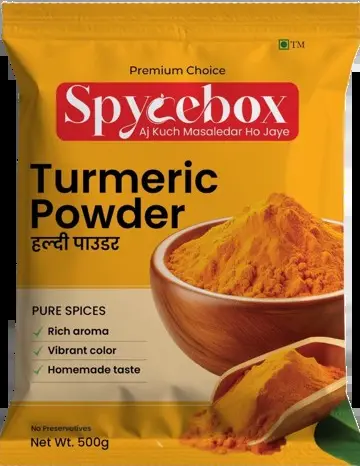 TM
Premium Choice
Spycebox
Aj Kuch Masaledar Ho Jaye
Turmeric
Powder
हल्दी पाउडर
PURE SPICES
Rich aroma
Vibrant color
Homemade taste
No Preservatives
Net Wt. 500g